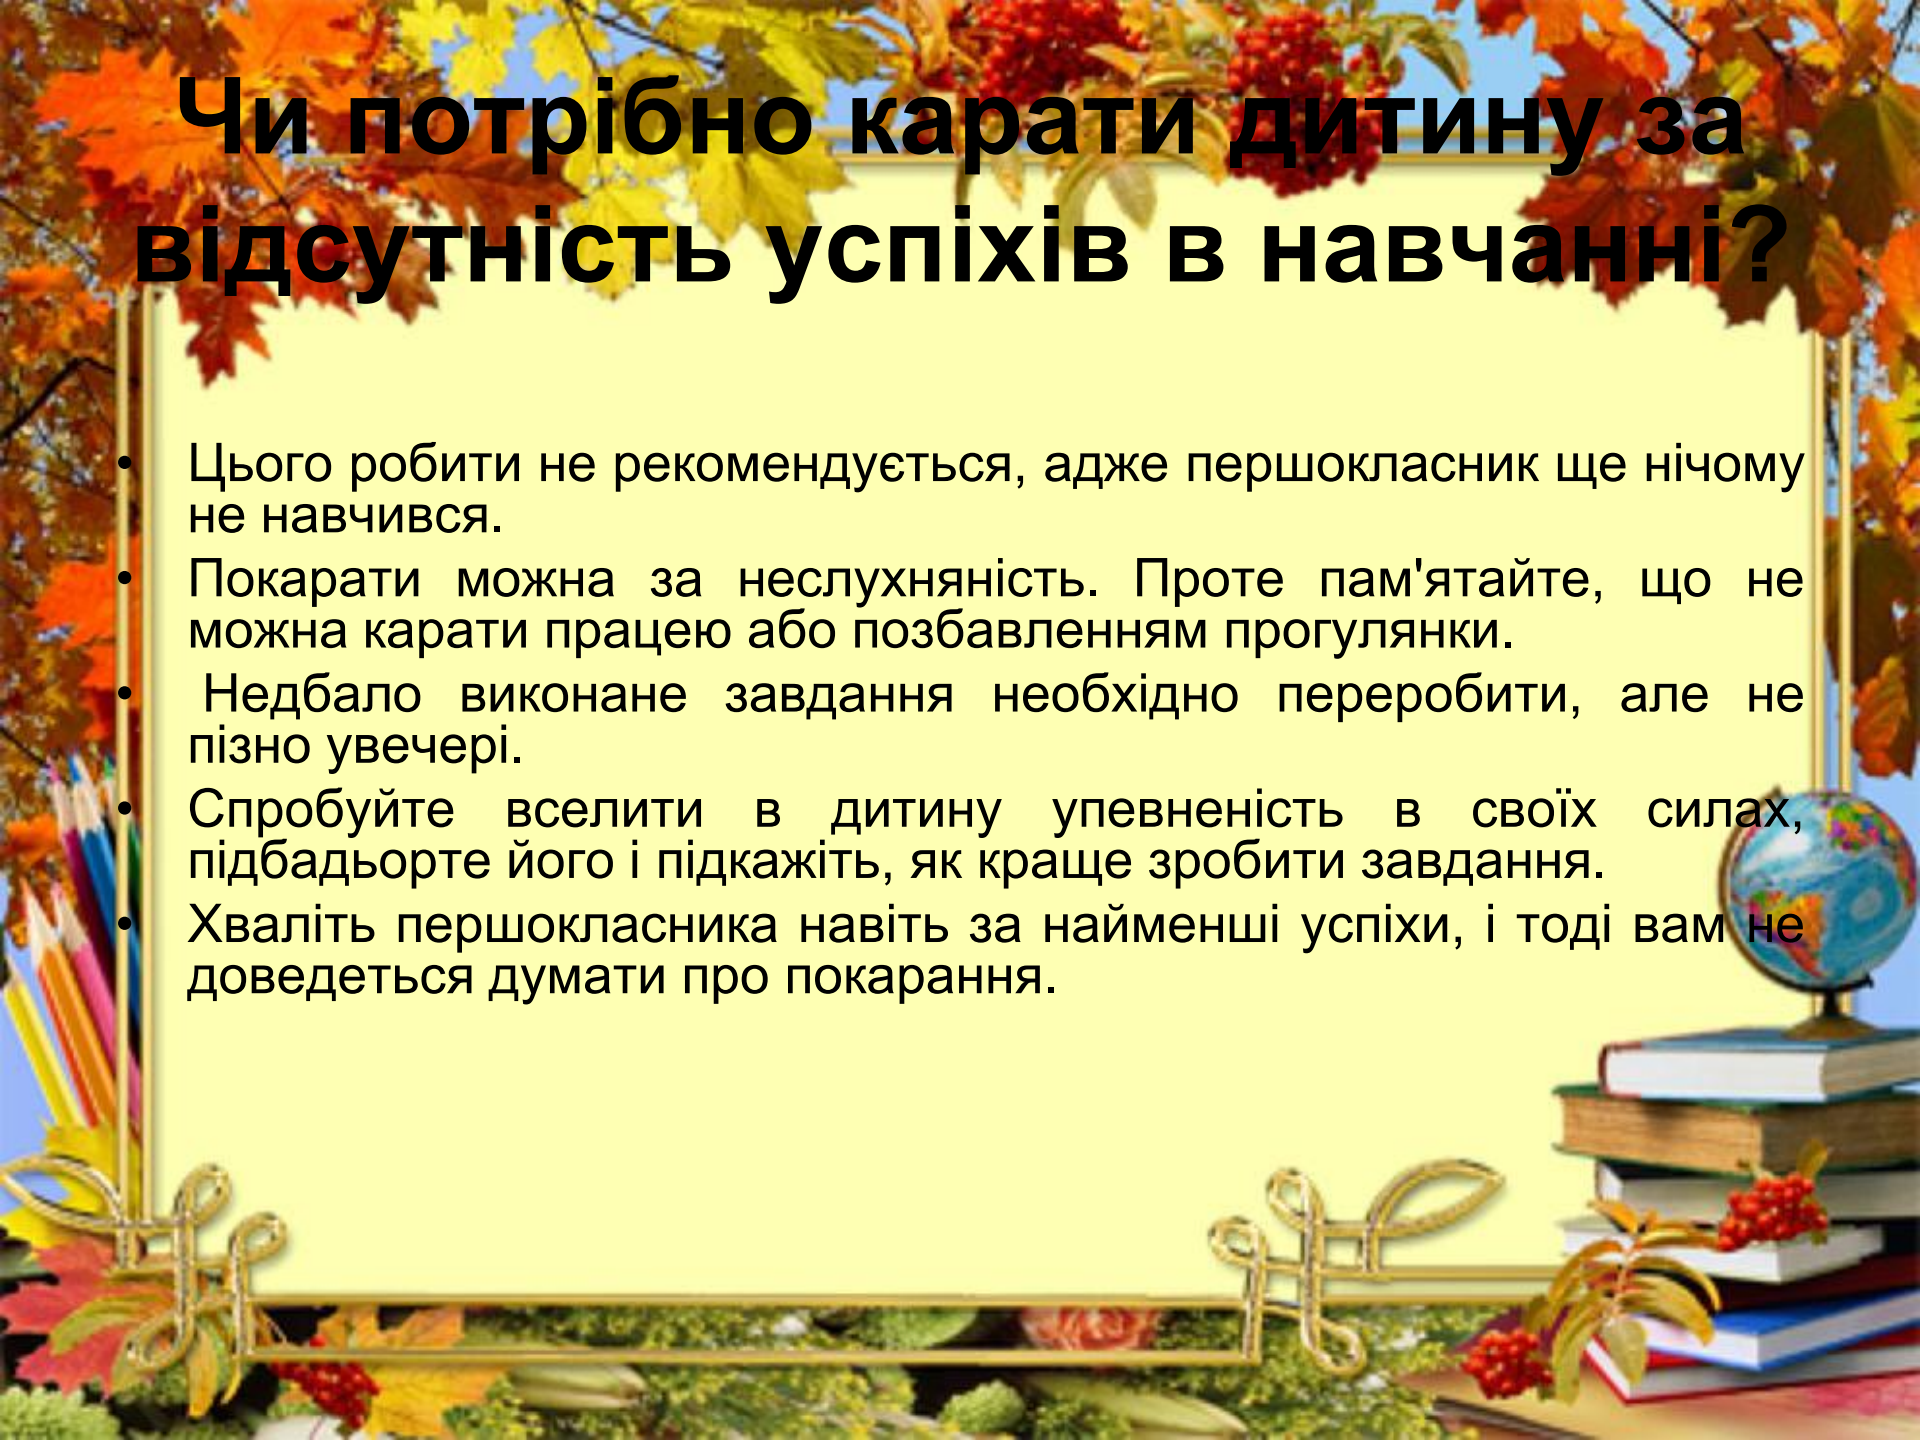 Чи потрібно карати дитину за
відсутність успіхів в навчанні?
• Цього робити не рекомендується, адже першокласник ще нічому
не навчився.
• Покарати можна за неслухняність. Проте пам'ятайте, що не
можна карати працею або позбавленням прогулянки.
• Недбало виконане завдання необхідно переробити, але не
пізно увечері.
• Спробуйте вселити в дитину упевненість в своїх силах,
підбадьорте його і підкажіть, як краще зробити завдання.
• Хваліть першокласника навіть за найменші успіхи, і тоді вам не
доведеться думати про покарання.